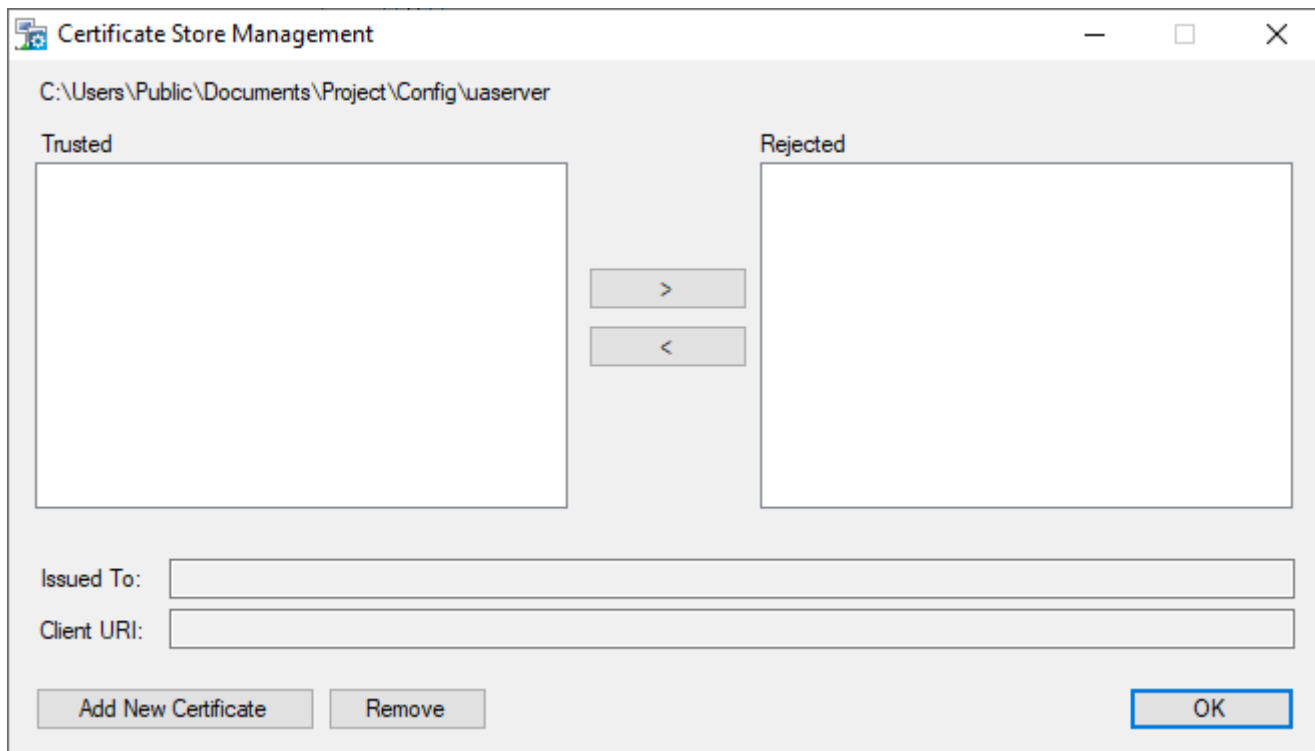 Certificate Store Management
C:\Users\Public\Documents\Project\Config\uaserver
Trusted
Rejected
>
<
Issued To:
Client URI:
Add New Certificate
Remove
OK